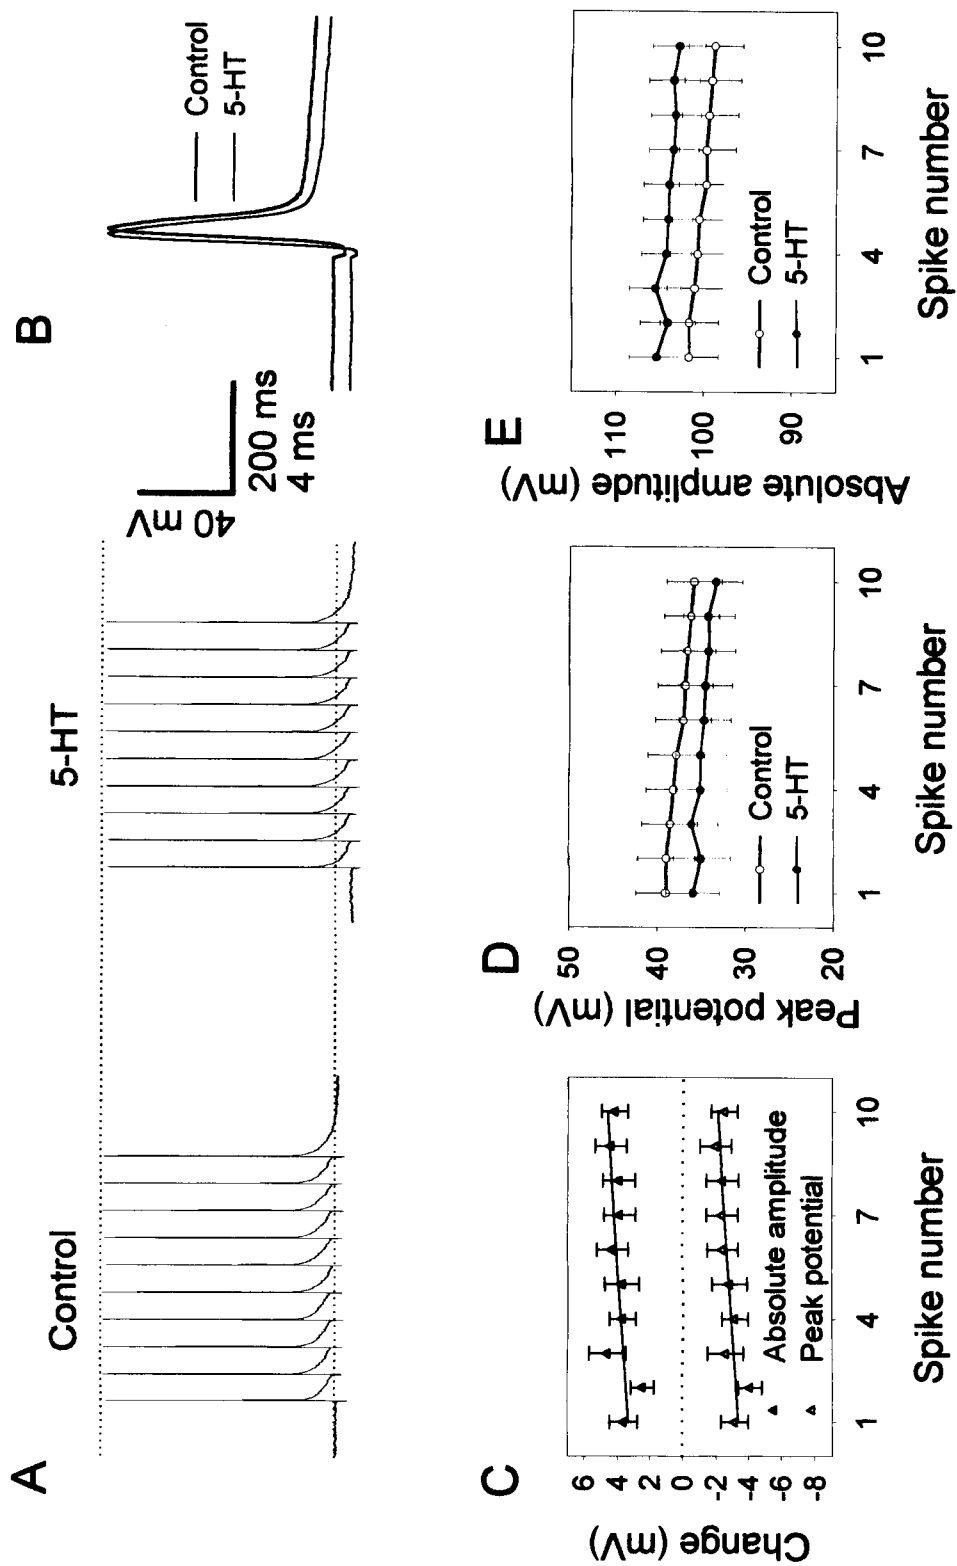 A
Control
5-HT
40 mV
200 ms
4 ms
B
Control
5-HT
C
Change (mV)
6
4
2
0
-2
-4
-6
-8
Absolute amplitude
Peak potential
1
4
7
10
Spike number
D
Peak potential (mV)
50
40
30
20
Control
5-HT
1
4
7
10
Spike number
E
Absolute amplitude (mV)
110
100
90
Control
5-HT
1
4
7
10
Spike number